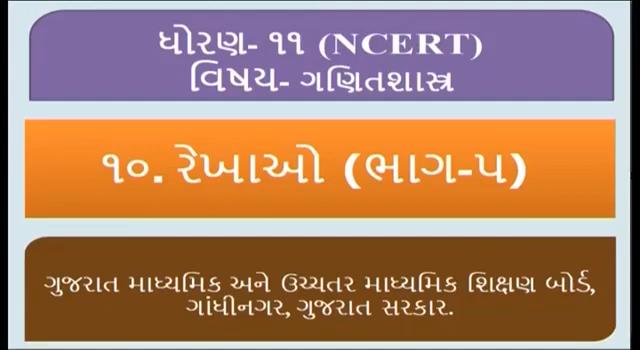 ધોરણ- ૧૧ (NCERT)
વિષય- ગણિતશાસ્ત્ર
૧૦. રેખાઓ (ભાગ-૫)
ગુજરાત માધ્યમિક અને ઉચ્ચતર માધ્યમિક શિક્ષણ બોર્ડ,
ગાંધીનગર, ગુજરાત સરકાર.